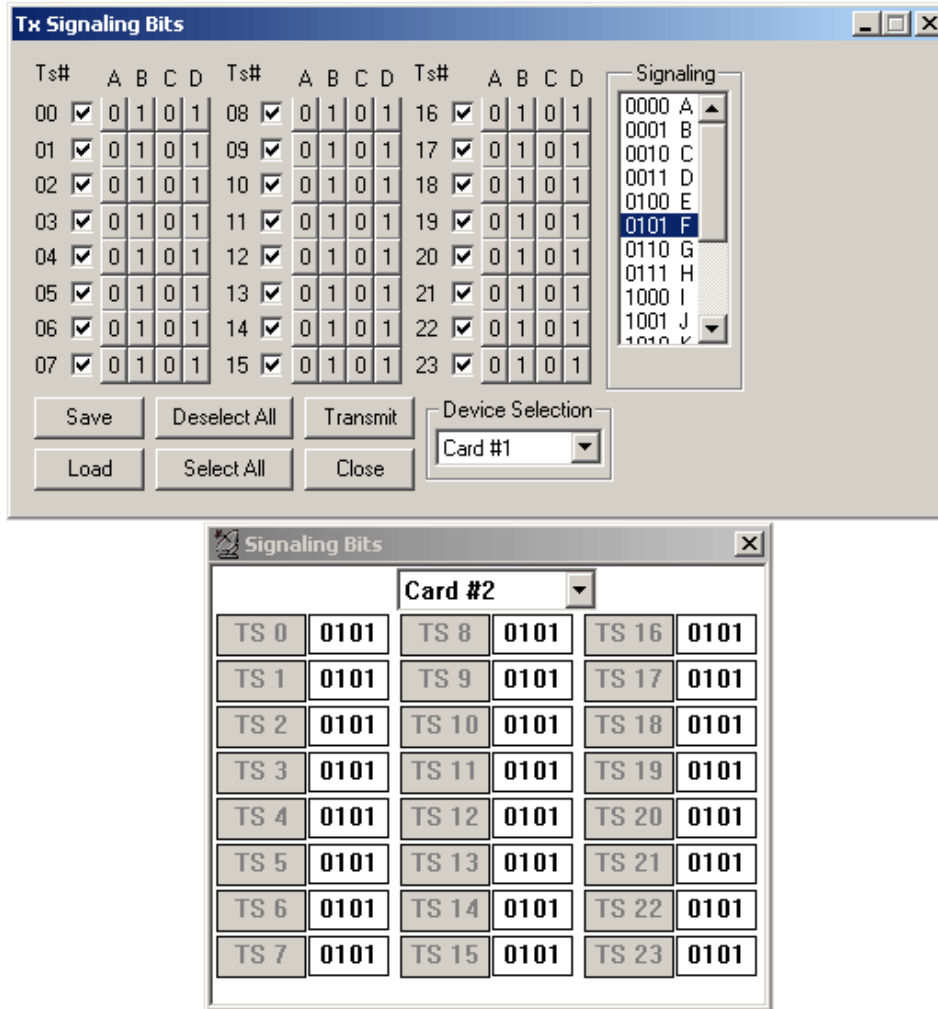 Tx Signaling Bits
Ts# A B C D Ts# A B C D Ts# A B C D Signaling
00 0 1 0 1 08 0 1 0 1 16 0 1 0 1 0000 A
01 0 1 0 1 09 0 1 0 1 17 0 1 0 1 0001 B
02 0 1 0 1 10 0 1 0 1 18 0 1 0 1 0010 C
03 0 1 0 1 11 0 1 0 1 19 0 1 0 1 0011 D
04 0 1 0 1 12 0 1 0 1 20 0 1 0 1 0100 E
05 0 1 0 1 13 0 1 0 1 21 0 1 0 1 0101 F
06 0 1 0 1 14 0 1 0 1 22 0 1 0 1 0110 G
07 0 1 0 1 15 0 1 0 1 23 0 1 0 1 0111 H
1000 I
1001 J
1010 K
Save Deselect All Transmit Device Selection
Load Select All Close Card #1
Signaling Bits
Card #2
TS 0 0101 TS 8 0101 TS 16 0101
TS 1 0101 TS 9 0101 TS 17 0101
TS 2 0101 TS 10 0101 TS 18 0101
TS 3 0101 TS 11 0101 TS 19 0101
TS 4 0101 TS 12 0101 TS 20 0101
TS 5 0101 TS 13 0101 TS 21 0101
TS 6 0101 TS 14 0101 TS 22 0101
TS 7 0101 TS 15 0101 TS 23 0101